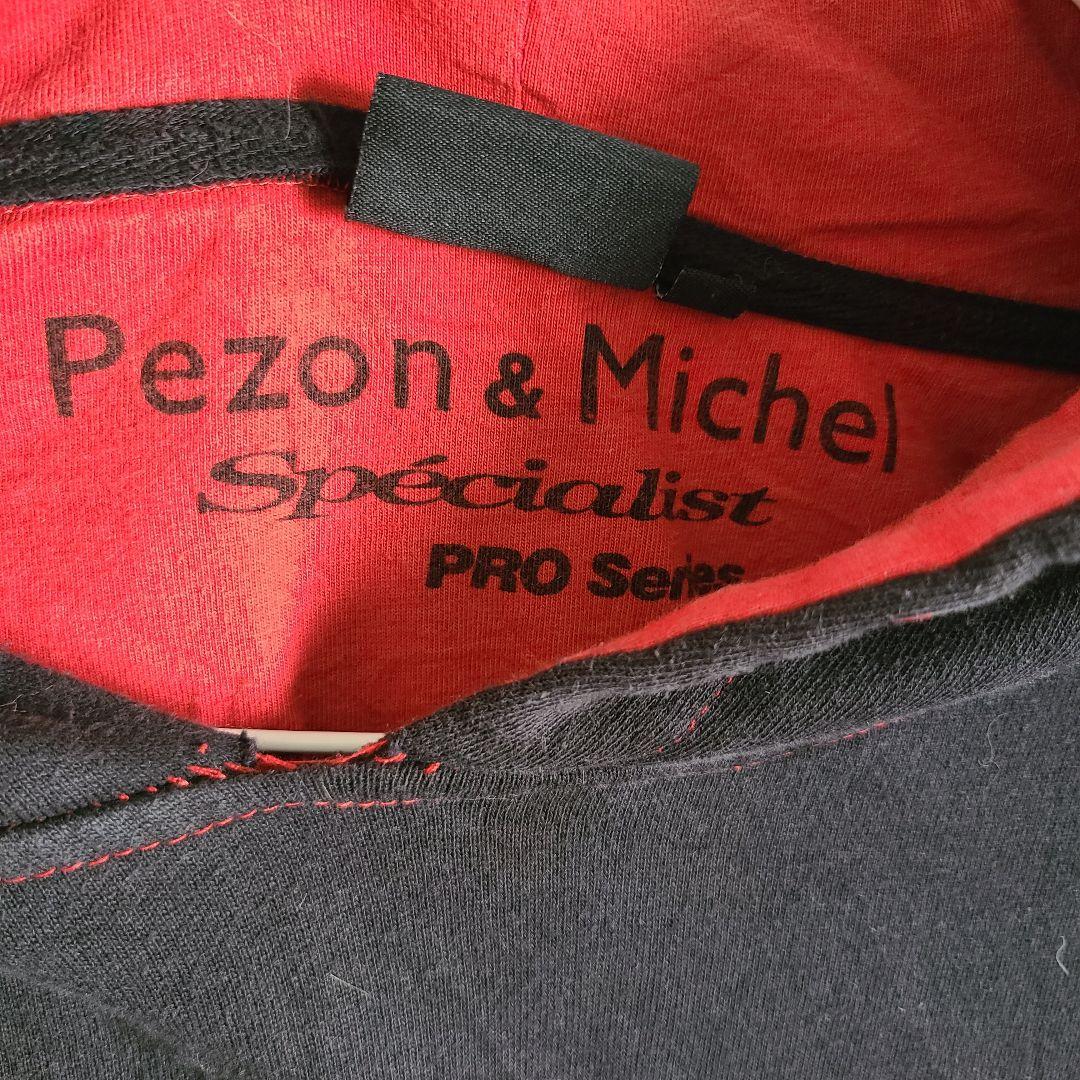 Pezon & Michel
Spécialist
PRO Series